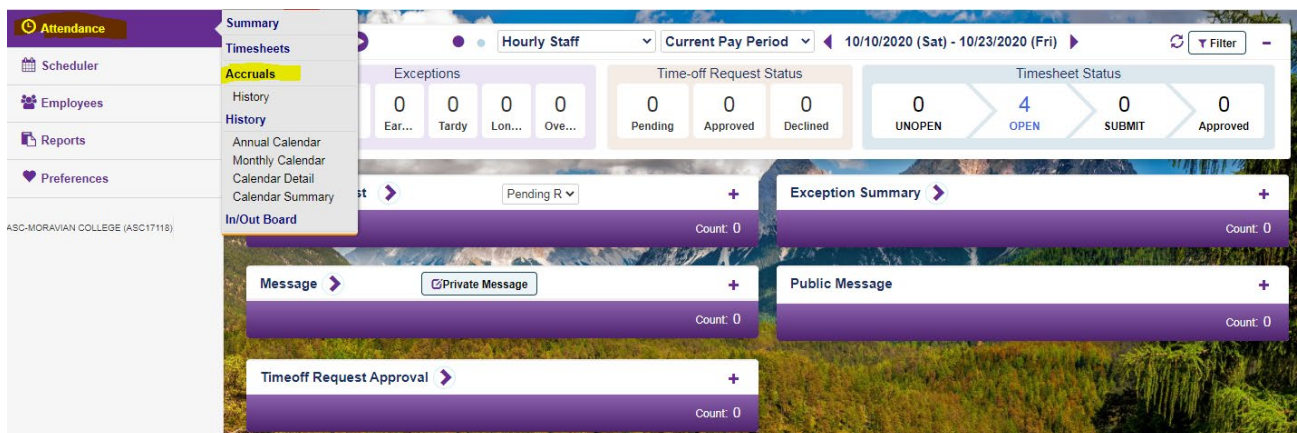 Attendance
Scheduler
Employees
Reports
Preferences
ASC-MORAVIAN COLLEGE (ASC17118)
Summary
Timesheets
Accruals
History
History
Annual Calendar
Monthly Calendar
Calendar Detail
Calendar Summary
In/Out Board
Hourly Staff Current Pay Period 10/10/2020 (Sat) - 10/23/2020 (Fri) Filter
Exceptions
0 0 0 0
Ear... Tardy Lon... Ove...
Time-off Request Status
0 0 0
Pending Approved Declined
Timesheet Status
0 4 0 0
UNOPEN OPEN SUBMIT Approved
Pending R
Count: 0
Exception Summary
Count: 0
Message Private Message
Count: 0
Public Message
Count: 0
Timeoff Request Approval
Count: 0